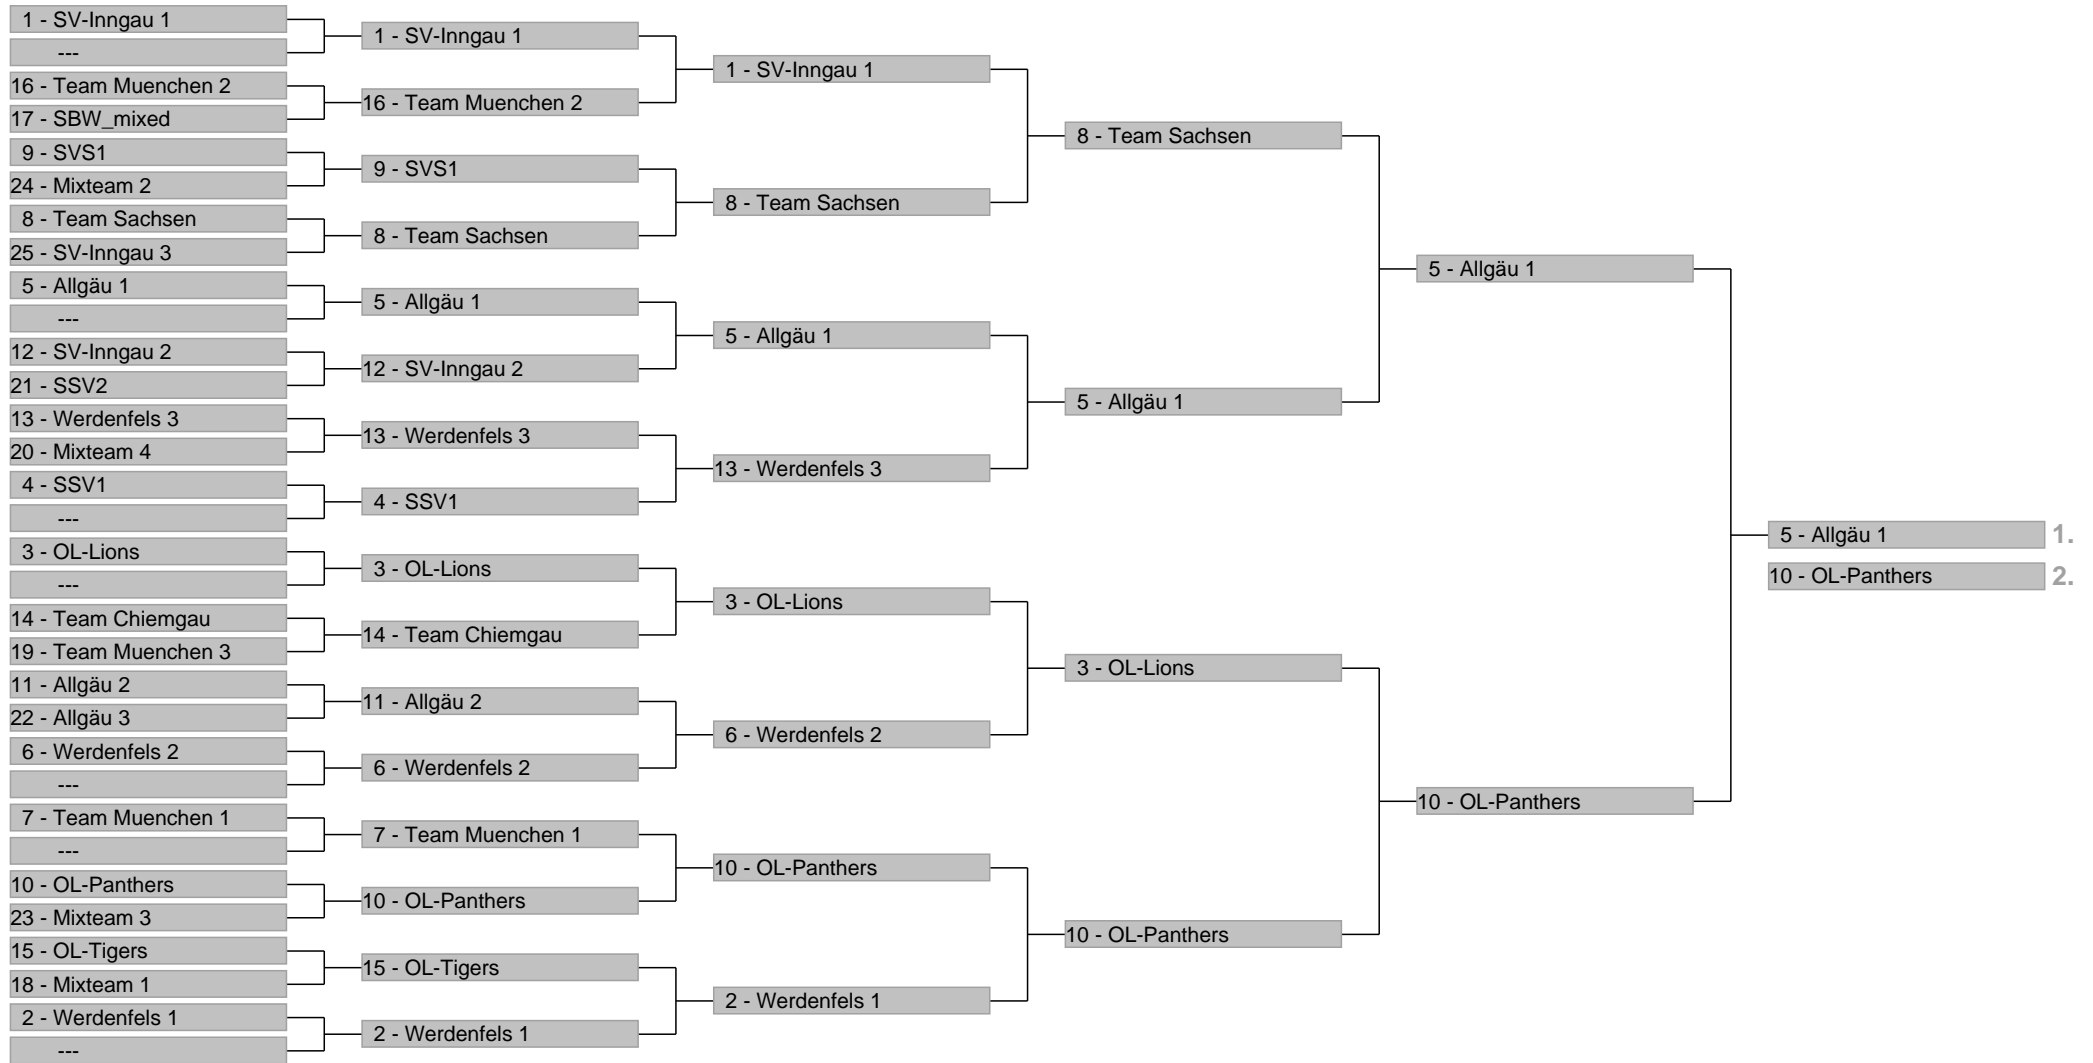 1 - SV-Inngau 1
---
16 - Team Muenchen 2
17 - SBW_mixed
9 - SVS1
24 - Mixteam 2
8 - Team Sachsen
25 - SV-Inngau 3
5 - Allgäu 1
---
12 - SV-Inngau 2
21 - SSV2
13 - Werdenfels 3
20 - Mixteam 4
4 - SSV1
---
3 - OL-Lions
---
14 - Team Chiemgau
19 - Team Muenchen 3
11 - Allgäu 2
22 - Allgäu 3
6 - Werdenfels 2
---
7 - Team Muenchen 1
---
10 - OL-Panthers
23 - Mixteam 3
15 - OL-Tigers
18 - Mixteam 1
2 - Werdenfels 1
---
1 - SV-Inngau 1
16 - Team Muenchen 2
9 - SVS1
8 - Team Sachsen
5 - Allgäu 1
12 - SV-Inngau 2
13 - Werdenfels 3
4 - SSV1
3 - OL-Lions
14 - Team Chiemgau
11 - Allgäu 2
6 - Werdenfels 2
7 - Team Muenchen 1
10 - OL-Panthers
15 - OL-Tigers
2 - Werdenfels 1
1 - SV-Inngau 1
8 - Team Sachsen
5 - Allgäu 1
13 - Werdenfels 3
3 - OL-Lions
6 - Werdenfels 2
10 - OL-Panthers
2 - Werdenfels 1
8 - Team Sachsen
5 - Allgäu 1
3 - OL-Lions
10 - OL-Panthers
5 - Allgäu 1
10 - OL-Panthers
5 - Allgäu 1 1.
10 - OL-Panthers 2.